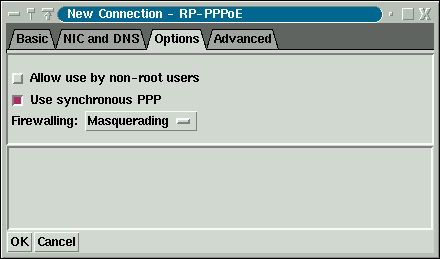 New Connection - RP-PPPoE
Basic NIC and DNS Options Advanced
Allow use by non-root users
Use synchronous PPP
Firewalling: Masquerading
OK Cancel